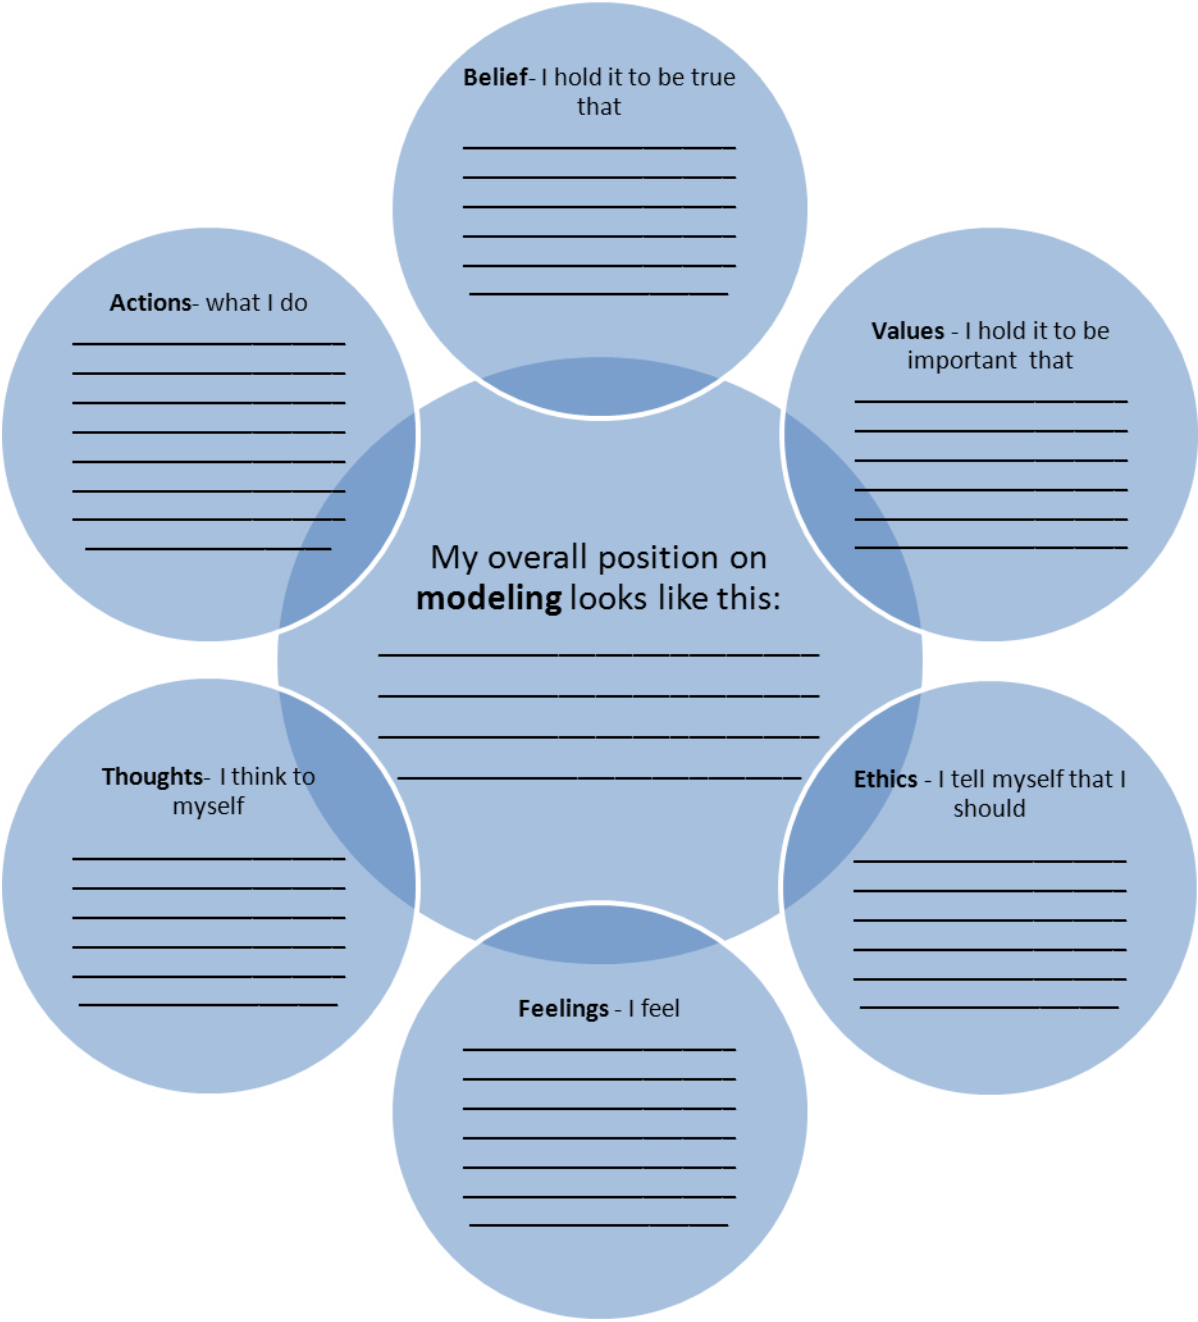 Belief- I hold it to be true
that
Values - I hold it to be
important that
Ethics - I tell myself that I
should
Feelings - I feel
Thoughts- I think to
myself
Actions- what I do
My overall position on
modeling looks like this: